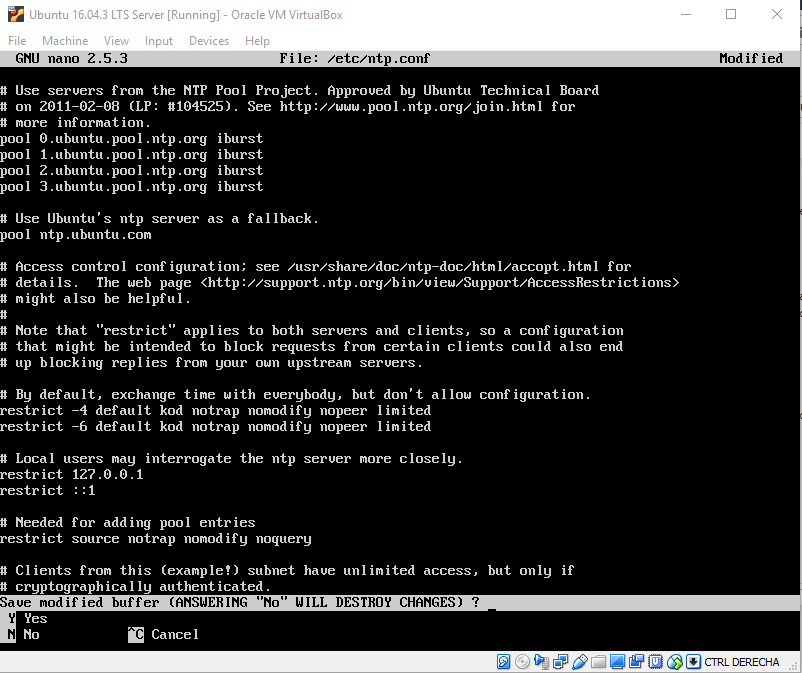 Ubuntu 16.04.3 LTS Server [Running] - Oracle VM VirtualBox
File Machine View Input Devices Help
GNU nano 2.5.3 File: /etc/ntp.conf Modified
# Use servers from the NTP Pool Project. Approved by Ubuntu Technical Board
# on 2011-02-08 (LP: #104525). See http://www.pool.ntp.org/join.html for
# more information.
pool 0.ubuntu.pool.ntp.org iburst
pool 1.ubuntu.pool.ntp.org iburst
pool 2.ubuntu.pool.ntp.org iburst
pool 3.ubuntu.pool.ntp.org iburst
# Use Ubuntu's ntp server as a fallback.
pool ntp.ubuntu.com
# Access control configuration; see /usr/share/doc/ntp-doc/html/accopt.html for
# details.  The web page <http://support.ntp.org/bin/view/Support/AccessRestrictions>
# might also be helpful.
#
# Note that "restrict" applies to both servers and clients, so a configuration
# that might be intended to block requests from certain clients could also end
# up blocking replies from your own upstream servers.
# By default, exchange time with everybody, but don't allow configuration.
restrict -4 default kod notrap nomodify nopeer limited
restrict -6 default kod notrap nomodify nopeer limited
# Local users may interrogate the ntp server more closely.
restrict 127.0.0.1
restrict ::1
# Needed for adding pool entries
restrict source notrap nomodify noquery
# Clients from this (example!) subnet have unlimited access, but only if
# cryptographically authenticated.
Save modified buffer (ANSWERING "No" WILL DESTROY CHANGES) ? _
Y Yes
N No ^C Cancel
CTRL DERECHA